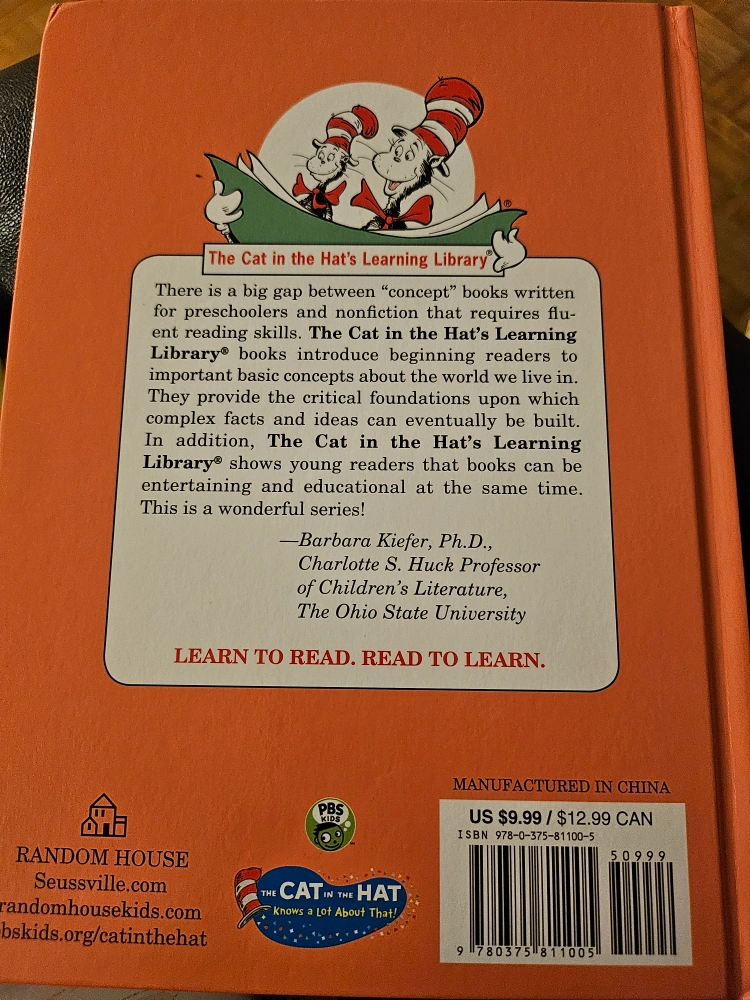 The Cat in the Hat's Learning Library®
There is a big gap between “concept” books written
for preschoolers and nonfiction that requires flu-
ent reading skills. The Cat in the Hat's Learning
Library® books introduce beginning readers to
important basic concepts about the world we live in.
They provide the critical foundations upon which
complex facts and ideas can eventually be built.
In addition, The Cat in the Hat's Learning
Library® shows young readers that books can be
entertaining and educational at the same time.
This is a wonderful series!
—Barbara Kiefer, Ph.D.,
Charlotte S. Huck Professor
of Children's Literature,
The Ohio State University
LEARN TO READ. READ TO LEARN.
RANDOM HOUSE
Seussville.com
randomhousekids.com
bskids.org/catinthehat
PBS
KIDS
THE CAT IN THE HAT
Knows a Lot About That!
MANUFACTURED IN CHINA
US $9.99 / $12.99 CAN
ISBN 978-0-375-81100-5
50999
9 780375 811005